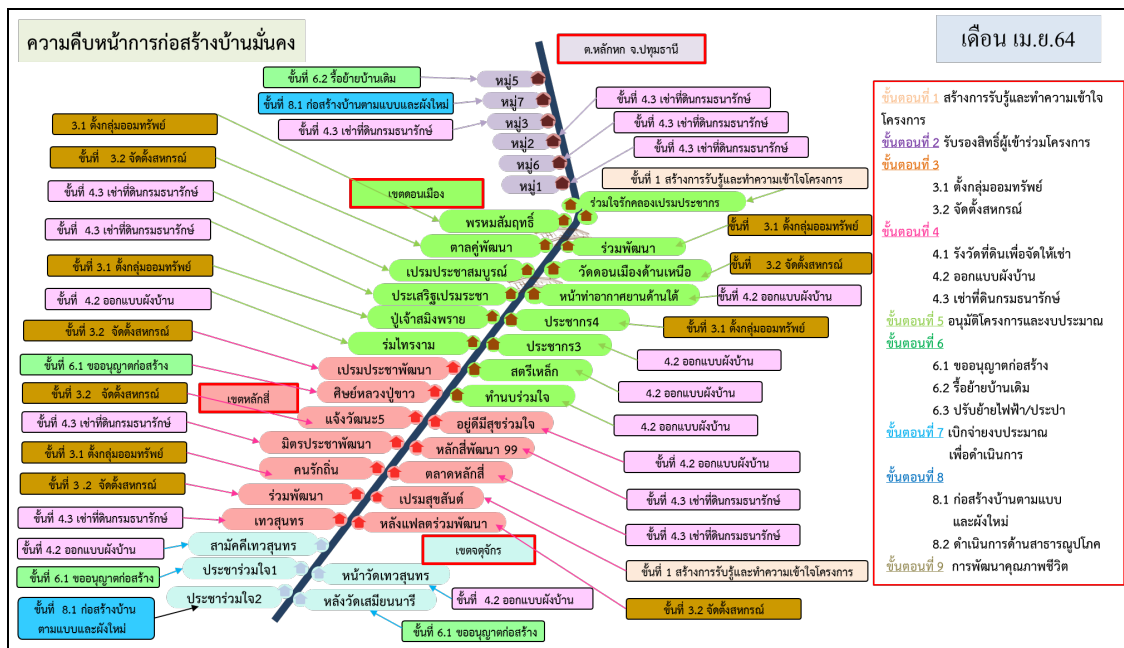 ความคืบหน้าการก่อสร้างบ้านมั่นคง
เดือน เม.ย.64
ต.หลักหก จ.ปทุมธานี
ขั้นที่ 6.2 รื้อย้ายบ้านเดิม
หมู่5
ขั้นที่ 8.1 ก่อสร้างบ้านตามแบบและผังใหม่
หมู่7
ขั้นที่ 4.3 เช่าที่ดินกรมธนารักษ์
ขั้นที่ 4.3 เช่าที่ดินกรมธนารักษ์
หมู่3
ขั้นที่ 4.3 เช่าที่ดินกรมธนารักษ์
หมู่2
ขั้นที่ 4.3 เช่าที่ดินกรมธนารักษ์
หมู่6
หมู่1
ขั้นที่ 1 สร้างการรับรู้และทำความเข้าใจโครงการ
3.1 ตั้งกลุ่มออมทรัพย์
ขั้นที่ 3.2 จัดตั้งสหกรณ์
ขั้นที่ 4.3 เช่าที่ดินกรมธนารักษ์
ขั้นที่ 4.3 เช่าที่ดินกรมธนารักษ์
ขั้นที่ 3.1 ตั้งกลุ่มออมทรัพย์
ขั้นที่ 4.2 ออกแบบผังบ้าน
เขตดอนเมือง
ร่วมใจรักคลองเปรมประชากร
พรหมสัมฤทธิ์
ตาลคู่พัฒนา
ร่วมพัฒนา
เปรมประชาสมบูรณ์
วัดดอนเมืองด้านเหนือ
ประเสริฐเปรมระชา
หน้าท่าอากาศยานด้านใต้
ปู่เจ้าสมิงพราย
ประชากร4
ร่มไทรงาม
ประชากร3
สตรีเหล็ก
ทำนบร่วมใจ
ขั้นที่ 3.1 ตั้งกลุ่มออมทรัพย์
ขั้นที่ 3.2 จัดตั้งสหกรณ์
ขั้นที่ 4.2 ออกแบบผังบ้าน
ขั้นที่ 3.1 ตั้งกลุ่มออมทรัพย์
4.2 ออกแบบผังบ้าน
4.2 ออกแบบผังบ้าน
4.2 ออกแบบผังบ้าน
ขั้นที่ 3.2 จัดตั้งสหกรณ์
ขั้นที่ 6.1 ขออนุญาตก่อสร้าง
ขั้นที่ 3.2 จัดตั้งสหกรณ์
ขั้นที่ 4.3 เช่าที่ดินกรมธนารักษ์
ขั้นที่ 3.1 ตั้งกลุ่มออมทรัพย์
ขั้นที่ 3 .2 จัดตั้งสหกรณ์
ขั้นที่ 4.3 เช่าที่ดินกรมธนารักษ์
เขตหลักสี่
เปรมประชาพัฒนา
ศิษย์หลวงปู่ขาว
แจ้งวัฒนะ5
อยู่ดีมีสุขร่วมใจ
มิตรประชาพัฒนา
หลักสี่พัฒนา 99
คนรักถิ่น
ตลาดหลักสี่
ร่วมพัฒนา
เปรมสุขสันต์
เทวสุนทร
หลังแฟลตร่วมพัฒนา
ขั้นที่ 4.2 ออกแบบผังบ้าน
ขั้นที่ 4.3 เช่าที่ดินกรมธนารักษ์
ขั้นที่ 4.3 เช่าที่ดินกรมธนารักษ์
ขั้นที่ 1 สร้างการรับรู้และทำความเข้าใจโครงการ
ขั้นที่ 3.2 จัดตั้งสหกรณ์
เขตจตุจักร
ขั้นที่ 4.2 ออกแบบผังบ้าน
สามัคคีเทวสุนทร
ขั้นที่ 6.1 ขออนุญาตก่อสร้าง
ประชาร่วมใจ1
หน้าวัดเทวสุนทร
ขั้นที่ 8.1 ก่อสร้างบ้าน
ตามแบบและผังใหม่
ประชาร่วมใจ2
หลังวัดเสมียนนารี
ขั้นที่ 4.2 ออกแบบผังบ้าน
ขั้นที่ 6.1 ขออนุญาตก่อสร้าง
ขั้นตอนที่ 1 สร้างการรับรู้และทำความเข้าใจ
โครงการ
ขั้นตอนที่ 2 รับรองสิทธิ์ผู้เข้าร่วมโครงการ
ขั้นตอนที่ 3
3.1 ตั้งกลุ่มออมทรัพย์
3.2 จัดตั้งสหกรณ์
ขั้นตอนที่ 4
4.1 รังวัดที่ดินเพื่อจัดให้เช่า
4.2 ออกแบบผังบ้าน
4.3 เช่าที่ดินกรมธนารักษ์
ขั้นตอนที่ 5 อนุมัติโครงการและงบประมาณ
ขั้นตอนที่ 6
6.1 ขออนุญาตก่อสร้าง
6.2 รื้อย้ายบ้านเดิม
6.3 ปรับย้ายไฟฟ้า/ประปา
ขั้นตอนที่ 7 เบิกจ่ายงบประมาณ
เพื่อดำเนินการ
ขั้นตอนที่ 8
8.1 ก่อสร้างบ้านตามแบบ
และผังใหม่
8.2 ดำเนินการด้านสาธารณูปโภค
ขั้นตอนที่ 9 การพัฒนาคุณภาพชีวิต